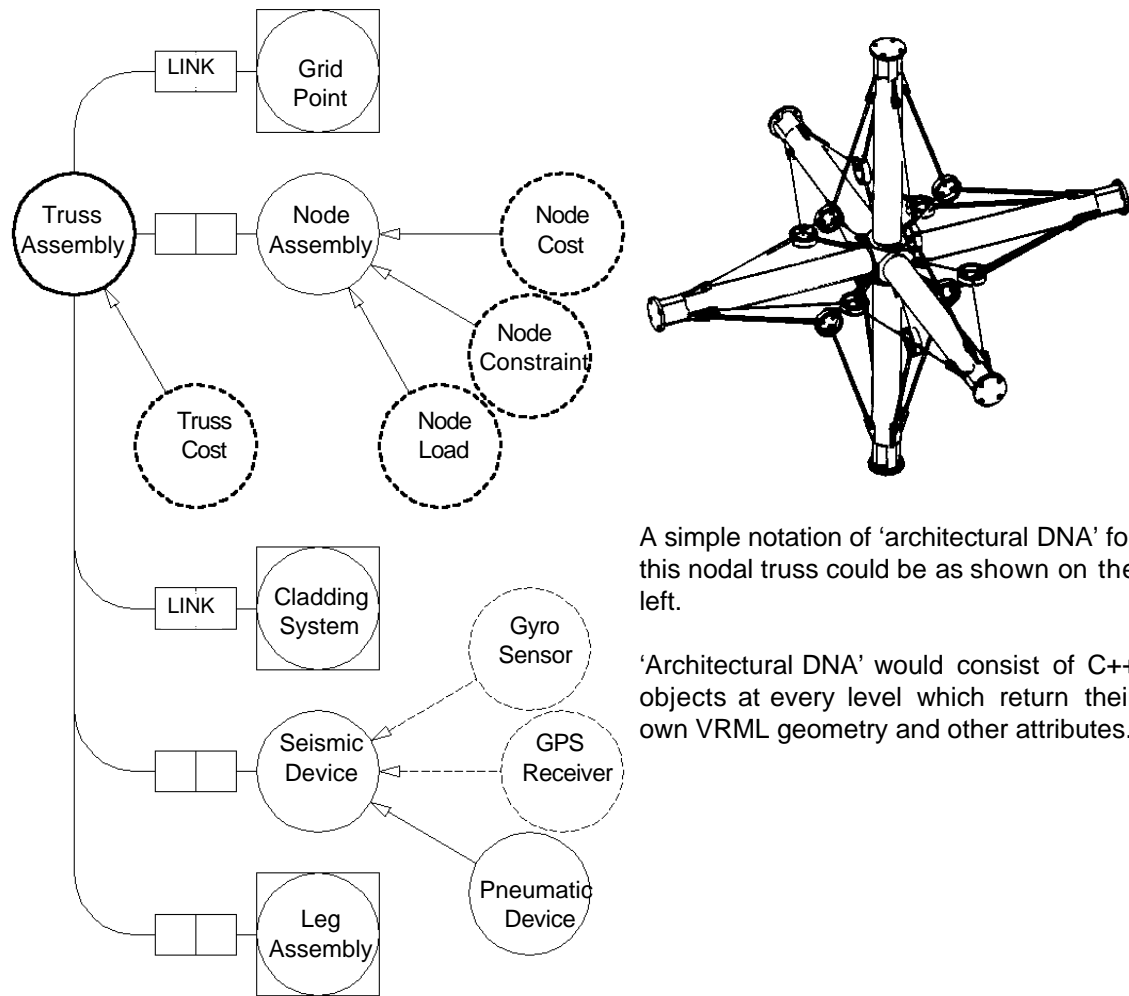 LINK
Grid
Point
Truss
Assembly
Node
Assembly
Node
Cost
Node
Constraint
Truss
Cost
Node
Load
LINK
Cladding
System
Gyro
Sensor
Seismic
Device
GPS
Receiver
Pneumatic
Device
Leg
Assembly
A simple notation of ‘architectural DNA’ fo
this nodal truss could be as shown on the
left.
‘Architectural DNA’ would consist of C++
objects at every level which return thei
own VRML geometry and other attributes.